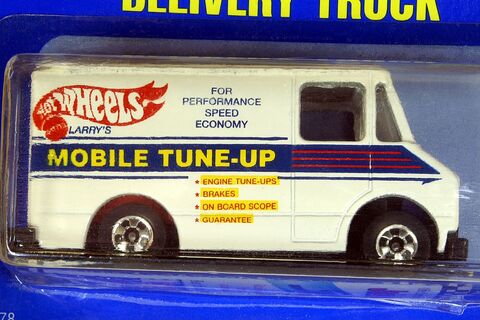 DELIVERY TRUCK
HOT WHEELS
LARRY'S
FOR
PERFORMANCE
SPEED
ECONOMY
MOBILE TUNE-UP
★ ENGINE TUNE-UPS
★ BRAKES
★ ON BOARD SCOPE
★ GUARANTEE
78